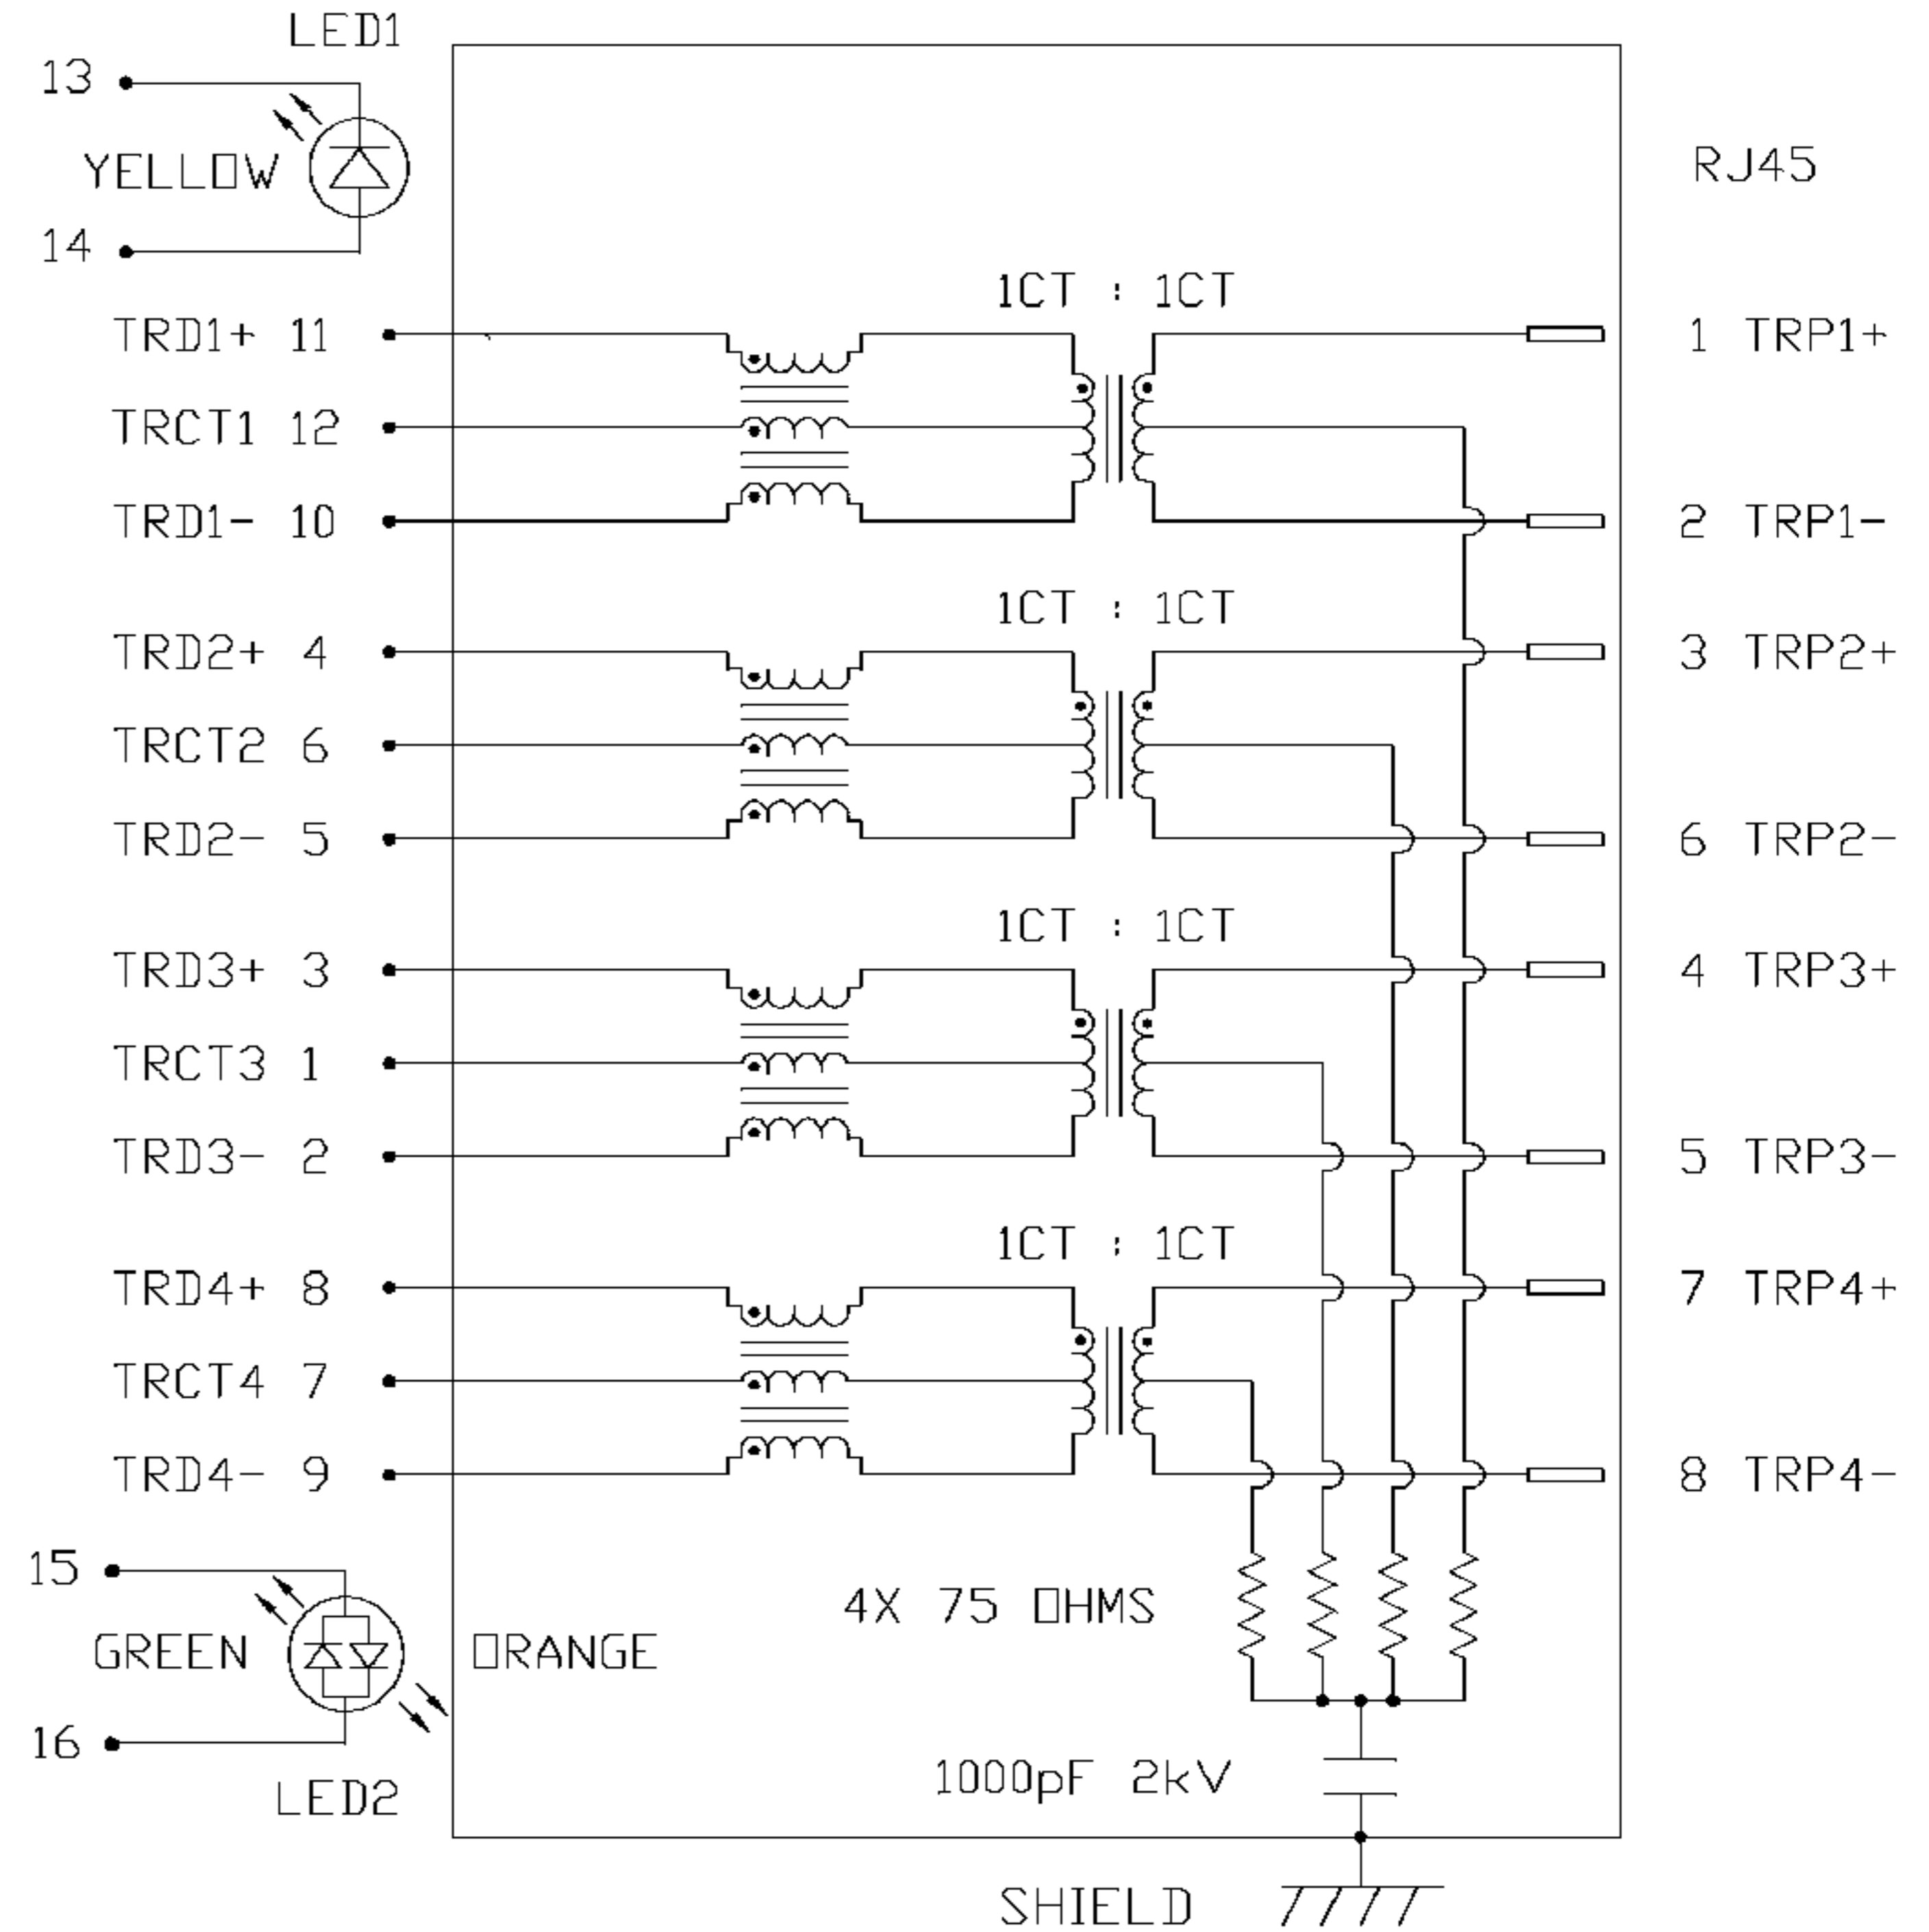 LED1
13
YELLOW
14
RJ45
1CT : 1CT
TRD1+ 11
1 TRP1+
TRCT1 12
TRD1- 10
2 TRP1-
1CT : 1CT
TRD2+ 4
3 TRP2+
TRCT2 6
TRD2- 5
6 TRP2-
1CT : 1CT
TRD3+ 3
4 TRP3+
TRCT3 1
TRD3- 2
5 TRP3-
1CT : 1CT
TRD4+ 8
7 TRP4+
TRCT4 7
TRD4- 9
8 TRP4-
15
4X 75 OHMS
GREEN
ORANGE
16
1000pF 2kV
LED2
SHIELD